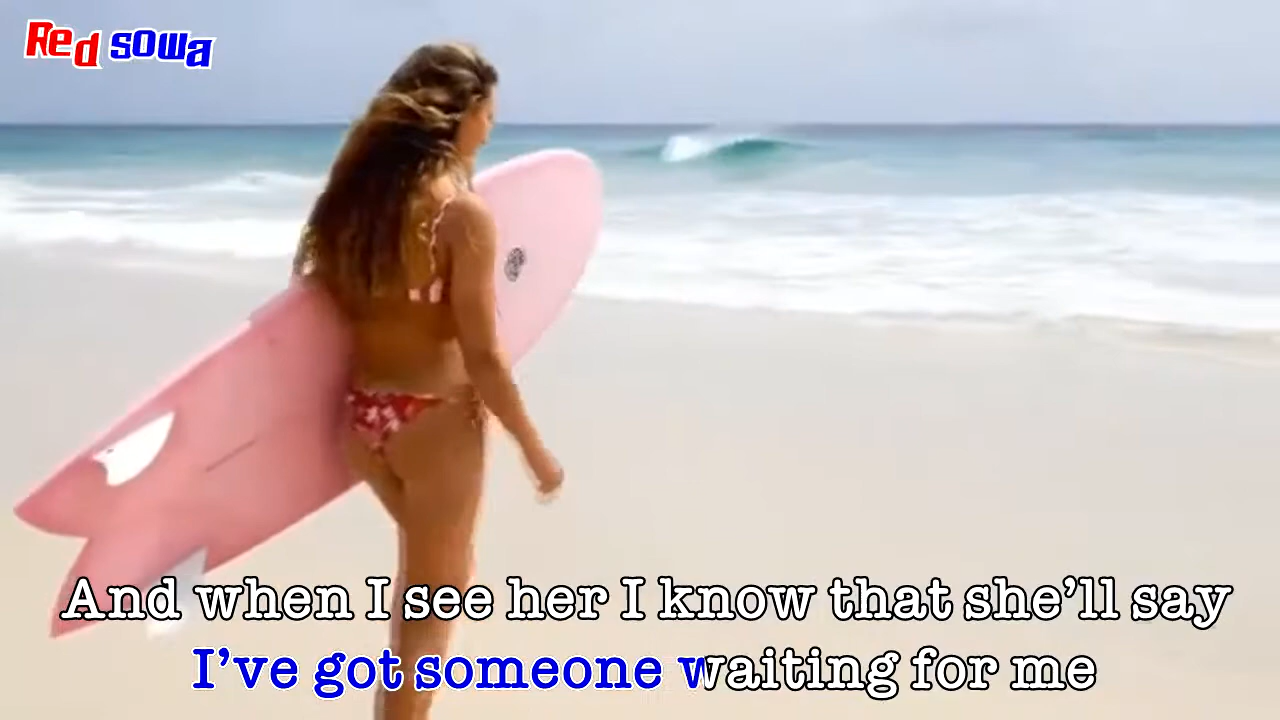 Red sowa
And when I see her I know that she'll say
I've got someone waiting for me